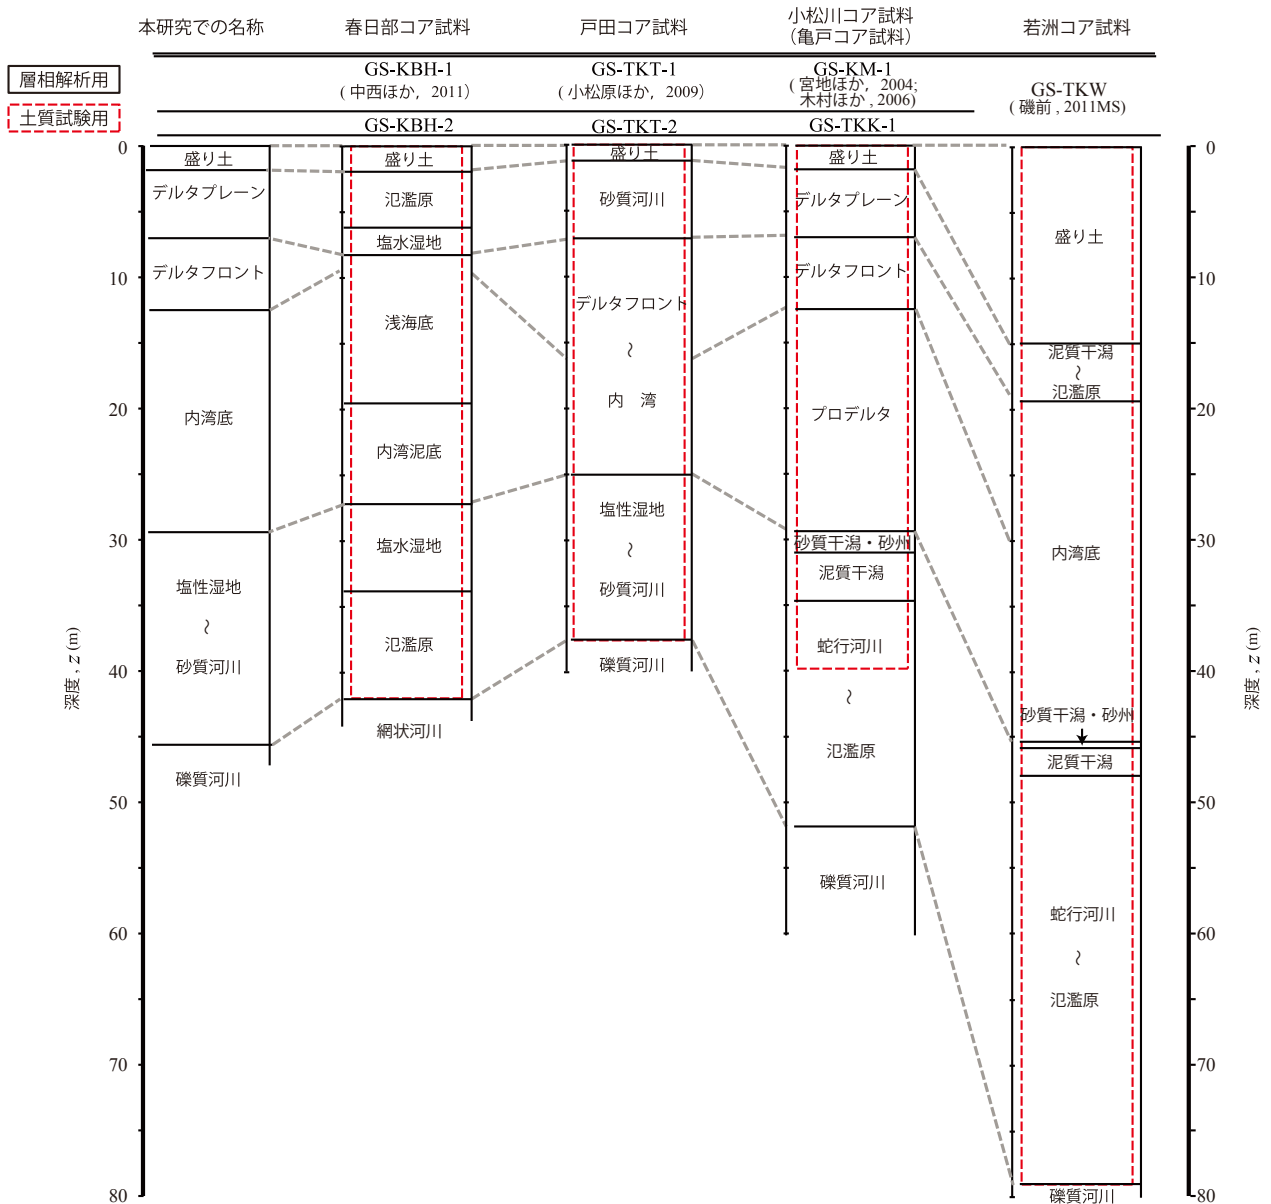 本研究での名称
春日部コア試料
戸田コア試料
小松川コア試料
（亀戸コア試料）
若洲コア試料
層相解析用
土質試験用
GS-KBH-1
( 中西ほか, 2011）
GS-KBH-2
GS-TKT-1
( 小松原ほか, 2009）
GS-TKT-2
GS-KM-1
( 宮地ほか, 2004;
木村ほか , 2006)
GS-TKK-1
GS-TKW
( 磯前 , 2011MS)
0
10
20
30
40
50
60
70
80
深度 , z (m)
盛り土
デルタプレーン
デルタフロント
内湾底
塩性湿地
～
砂質河川
礫質河川
盛り土
氾濫原
塩水湿地
浅海底
内湾泥底
塩水湿地
氾濫原
網状河川
盛り土
砂質河川
デルタフロント
～
内　湾
塩性湿地
～
砂質河川
礫質河川
盛り土
デルタプレーン
デルタフロント
プロデルタ
砂質干潟・砂州
泥質干潟
蛇行河川
～
氾濫原
礫質河川
盛り土
泥質干潟
～
氾濫原
内湾底
砂質干潟・砂州
泥質干潟
蛇行河川
～
氾濫原
礫質河川
0
10
20
30
40
50
60
70
80
深度 , z (m)